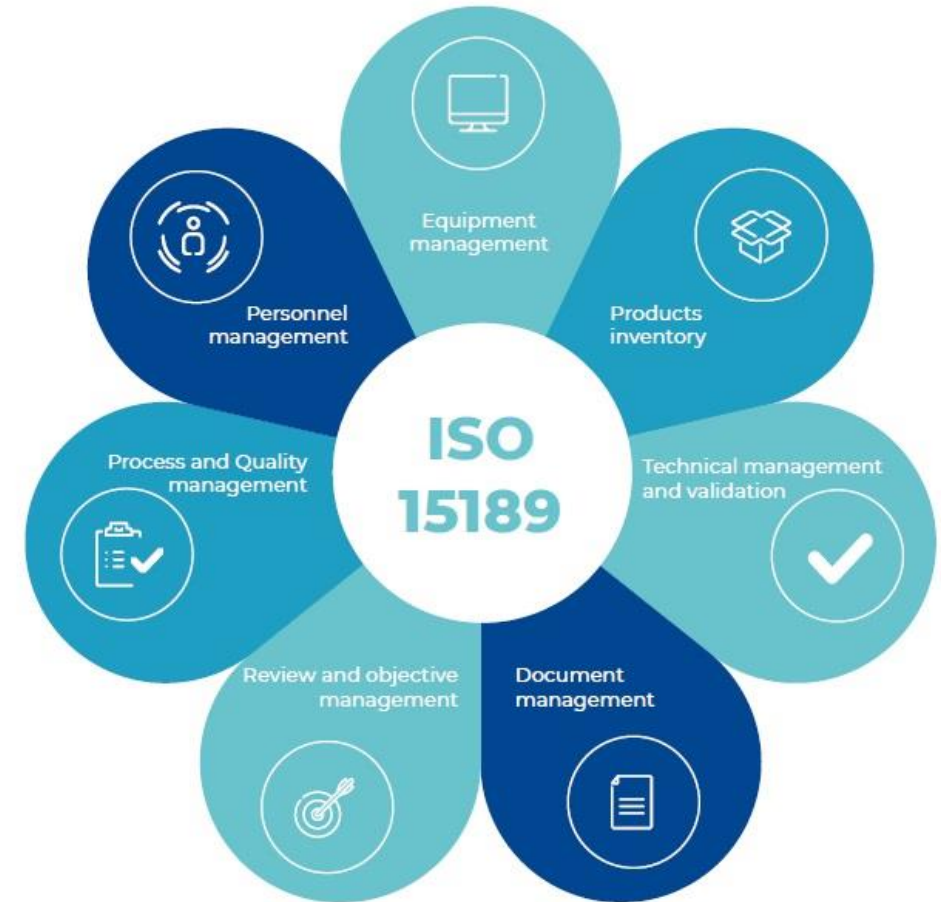 Equipment
management
Products
inventory
Technical management
and validation
Document
management
Review and objective
management
Process and Quality
management
Personnel
management
ISO
15189